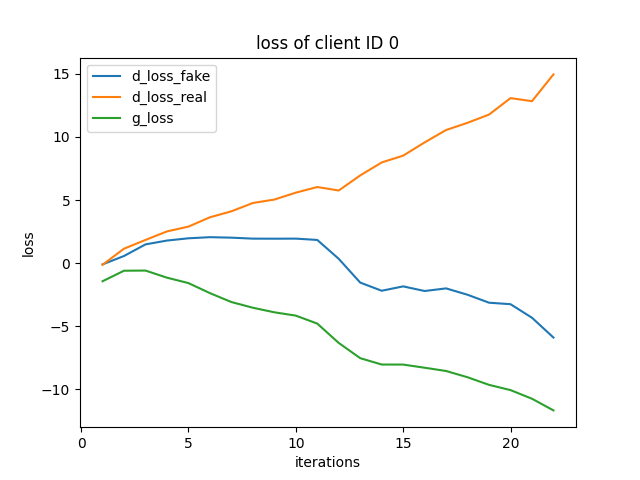 loss of client ID 0
d_loss_fake
d_loss_real
g_loss
15
10
5
0
−5
−10
loss
0 5 10 15 20
iterations